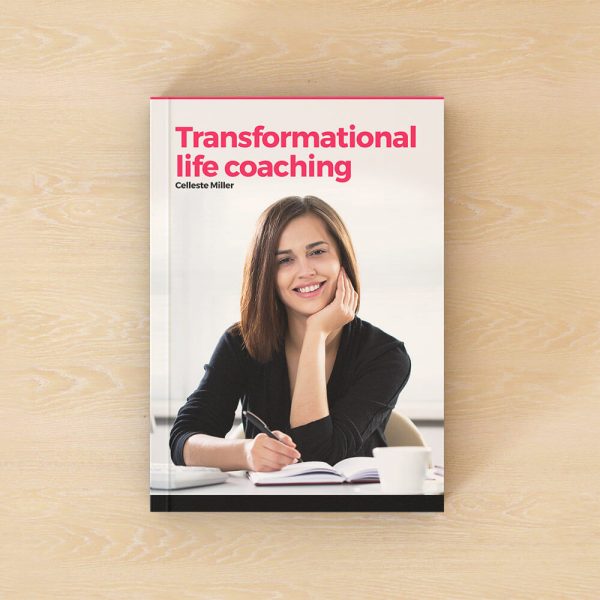 Transformational
life coaching
Celleste Miller